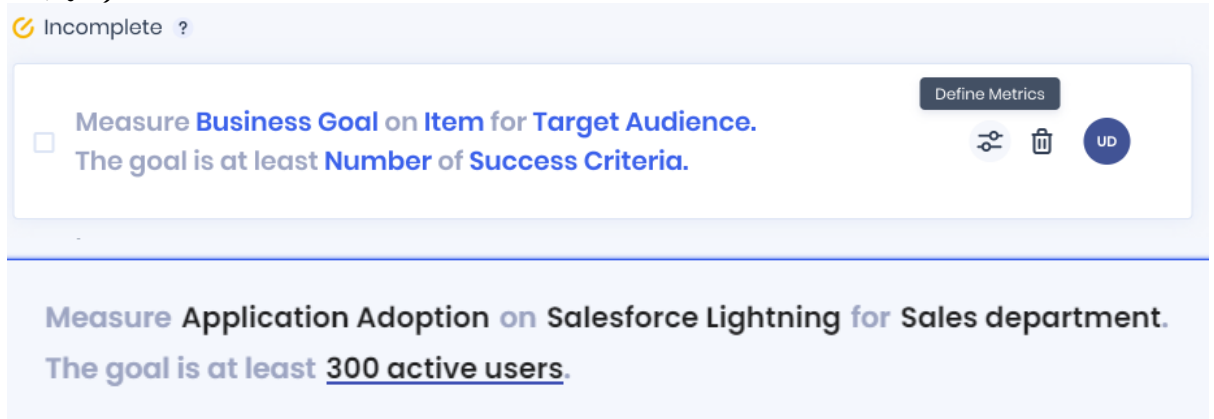 Incomplete ?
Define Metrics
Measure Business Goal on Item for Target Audience.
The goal is at least Number of Success Criteria.
UD
Measure Application Adoption on Salesforce Lightning for Sales department.
The goal is at least 300 active users.